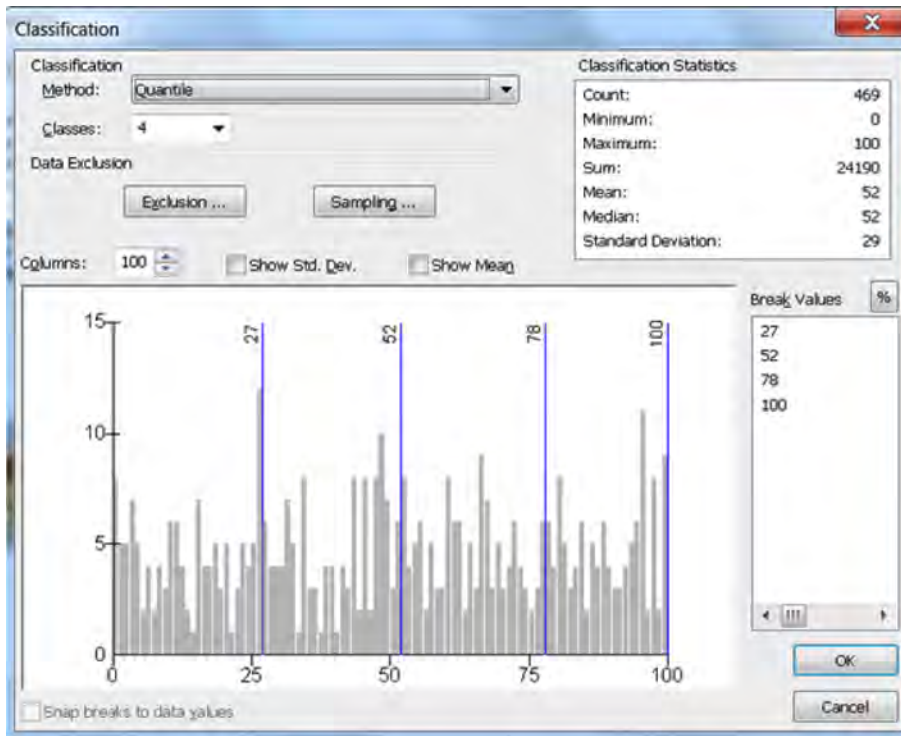 Classification
Classification
Method: Quantile
Classes: 4
Data Exclusion
Exclusion ...
Sampling ...
Classification Statistics
Count: 469
Minimum: 0
Maximum: 100
Sum: 24190
Mean: 52
Median: 52
Standard Deviation: 29
Columns: 100
Show Std. Dev.
Show Mean
Break Values
%
27
52
78
100
15
10
5
0
27
52
78
100
0
25
50
75
100
OK
Cancel
Snap breaks to data values